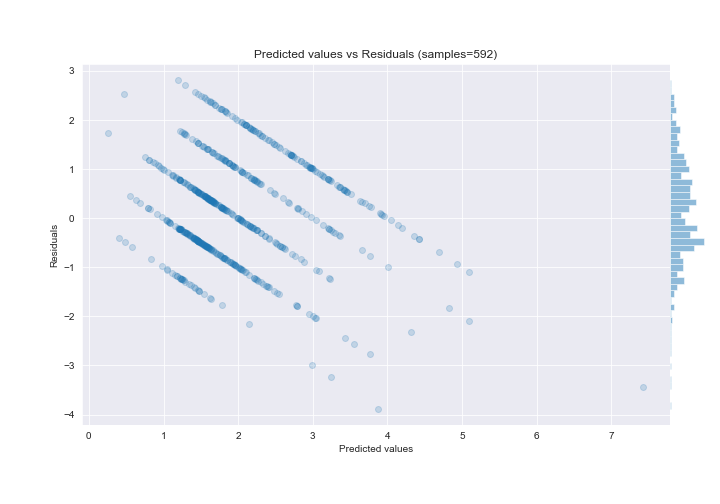 Predicted values vs Residuals (samples=592)
3
2
1
0
−1
−2
−3
−4
Residuals
0 1 2 3 4 5 6 7
Predicted values